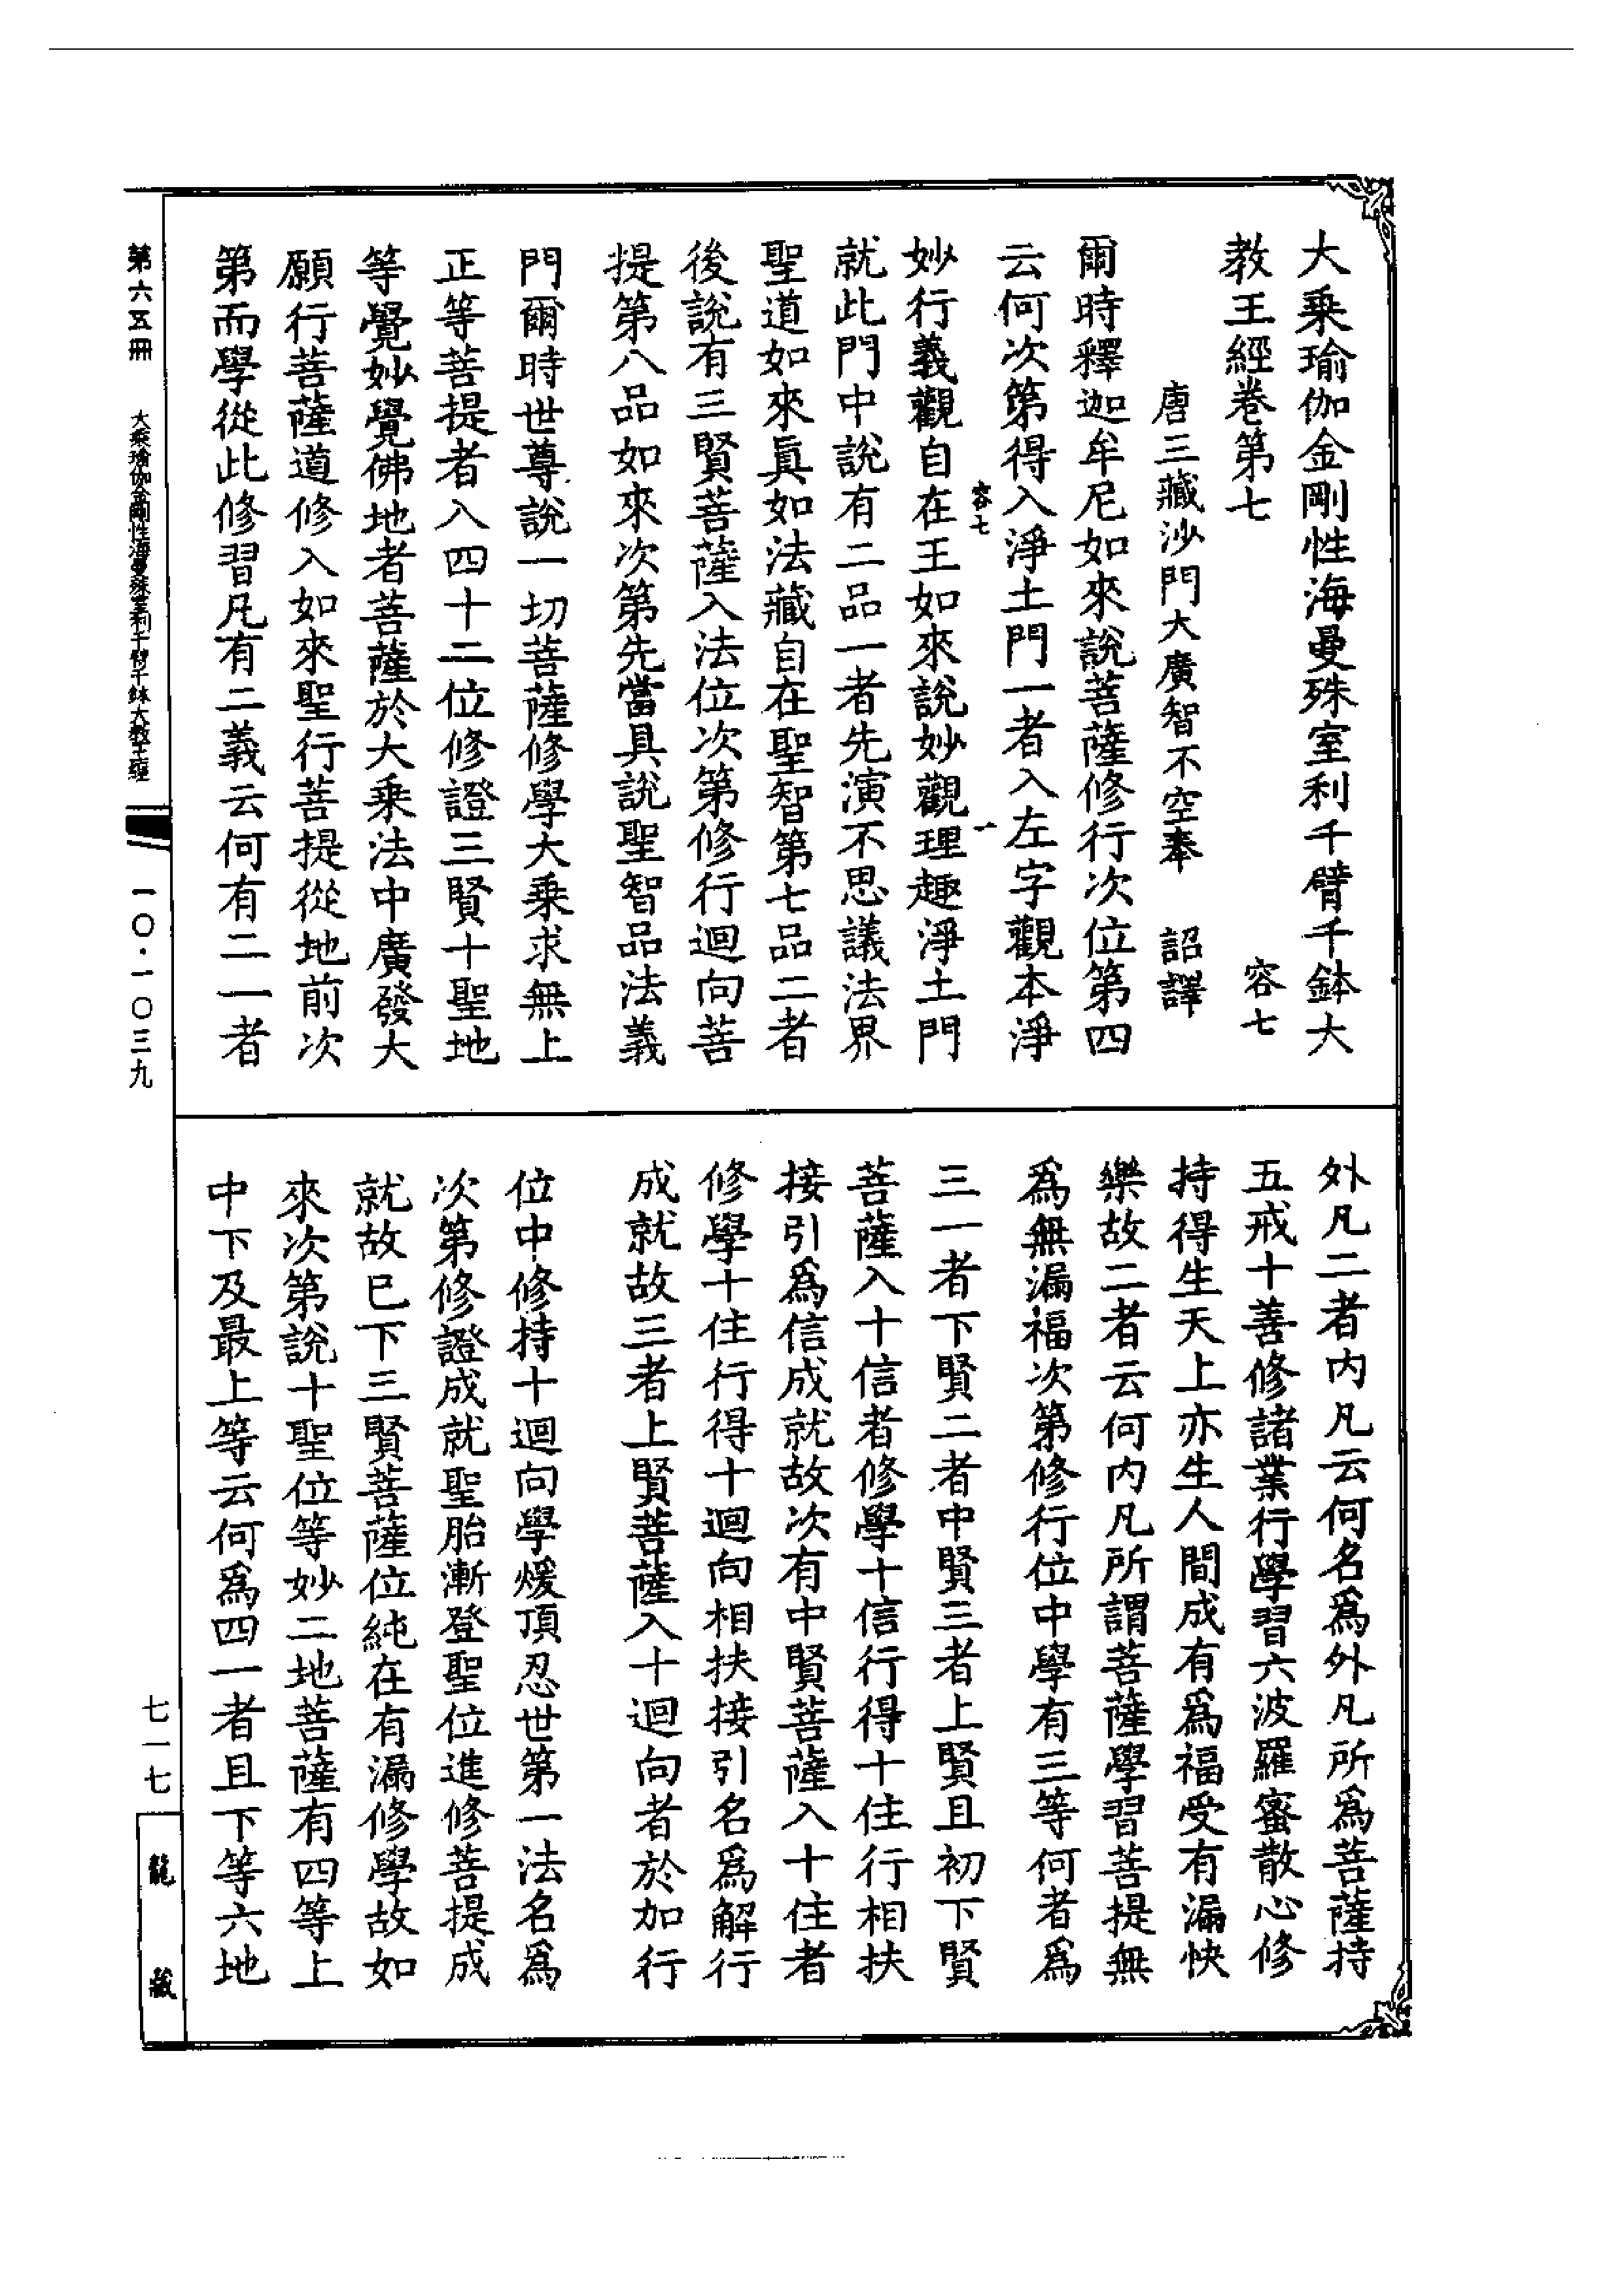 大乘瑜伽金剛性海曼殊室利千臂千鉢大
教王經卷第七 容七
唐三藏沙門大廣智不空奉 詔譯
爾時釋迦牟尼如來說菩薩修行次位第四
云何次第得入淨土門一者入左字觀本淨
容七 一
妙行義觀自在王如來說妙觀理趣淨土門
就此門中說有二品一者先演不思議法界
聖道如來眞如法藏自在聖智第七品二者
後說有三賢菩薩入法位次第修行迴向菩
提第八品如來次第先當具說聖智品法義
門爾時世尊說一切菩薩修學大乘求無上
正等菩提者入四十二位修證三賢十聖地
等覺妙覺佛地者菩薩於大乘法中廣發大
願行菩薩道修入如來聖行菩提從地前次
第而學從此修習凡有二義云何有二一者
外凡二者内凡云何名爲外凡所爲菩薩持
五戒十善修諸業行學習六波羅蜜散心修
持得生天上亦生人間成有爲福受有漏快
樂故二者云何内凡所謂菩薩學習菩提無
爲無漏福次第修行位中學有三等何者爲
三一者下賢二者中賢三者上賢且初下賢
菩薩入十信者修學十信行得十住行相扶
接引爲信成就故次有中賢菩薩入十住者
修學十住行得十迴向相扶接引名爲解行
成就故三者上賢菩薩入十迴向者於加行
位中修持十迴向學煖頂忍世第一法名爲
次第修證成就聖胎漸登聖位進修菩提成
就故巳下三賢菩薩位純在有漏修學故如
來次第說十聖位等妙二地菩薩有四等上
中下及最上等云何爲四一者且下等六地
第六五冊 大乘瑜伽金剛性海曼殊室利千臂千鉢大教王經
一〇·一〇三九
七一七
龍藏